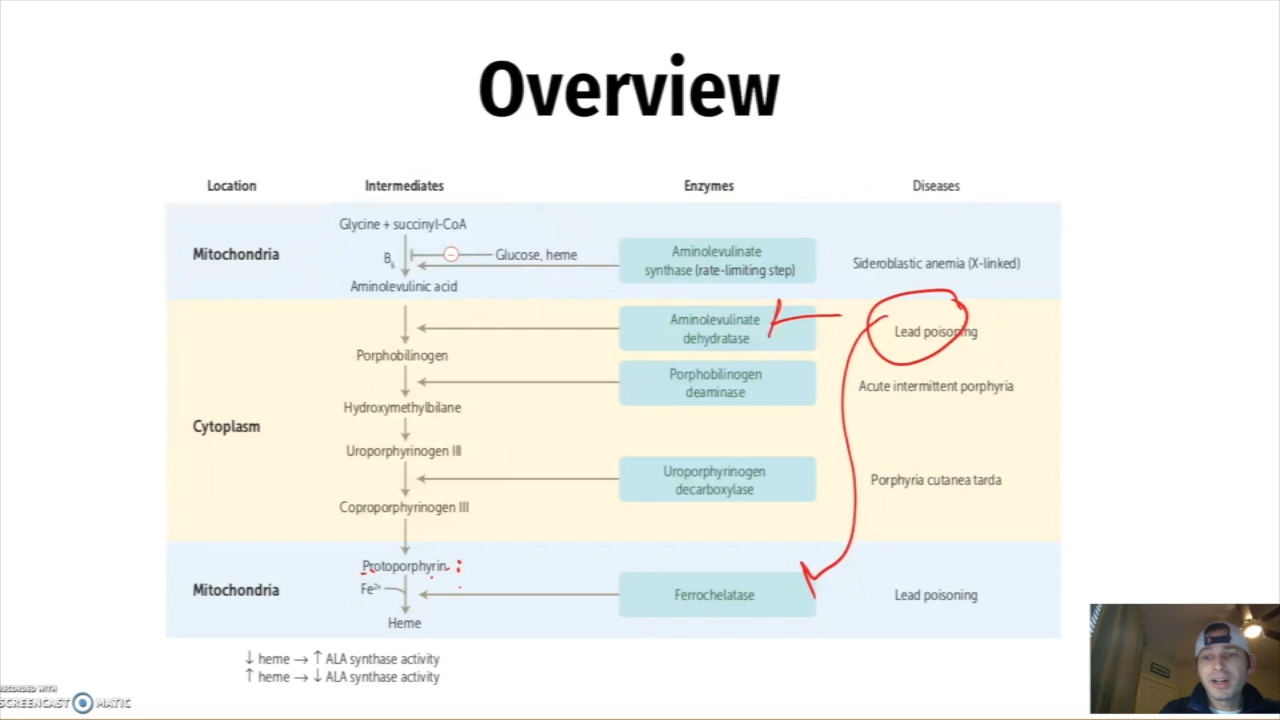 Overview
Location Intermediates Enzymes Diseases
Glycine + succinyl-CoA
Mitochondria B6 − Glucose, heme Aminolevulinate Sideroblastic anemia (X-linked)
synthase (rate-limiting step)
Aminolevulinic acid
Aminolevulinate Lead poisoning
dehydratase
Porphobilinogen
Porphobilinogen Acute intermittent porphyria
deaminase
Hydroxymethylbilane
Cytoplasm
Uroporphyrinogen III
Uroporphyrinogen Porphyria cutanea tarda
decarboxylase
Coproporphyrinogen III
Protoporphyrin
Mitochondria Fe²⁺ Ferrochelatase Lead poisoning
Heme
↓ heme → ↑ ALA synthase activity
↑ heme → ↓ ALA synthase activity
RECORDED WITH
SCREENCAST MATIC